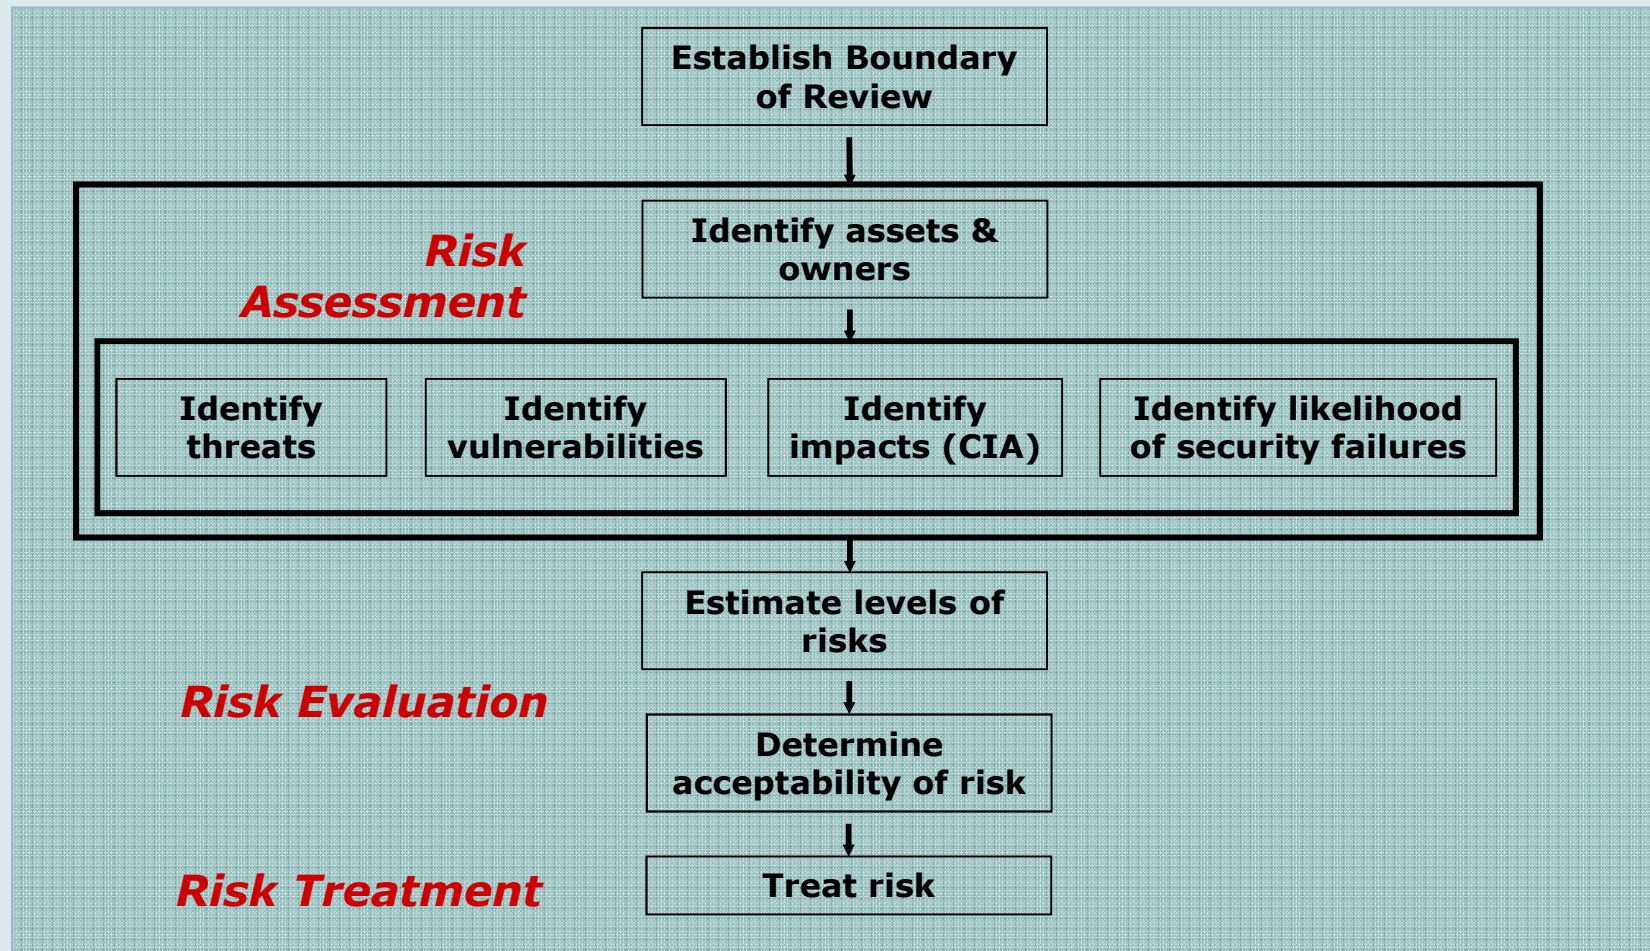 Establish Boundary
of Review
Risk
Assessment
Identify assets &
owners
Identify
threats
Identify
vulnerabilities
Identify
impacts (CIA)
Identify likelihood
of security failures
Estimate levels of
risks
Risk Evaluation
Determine
acceptability of risk
Risk Treatment
Treat risk